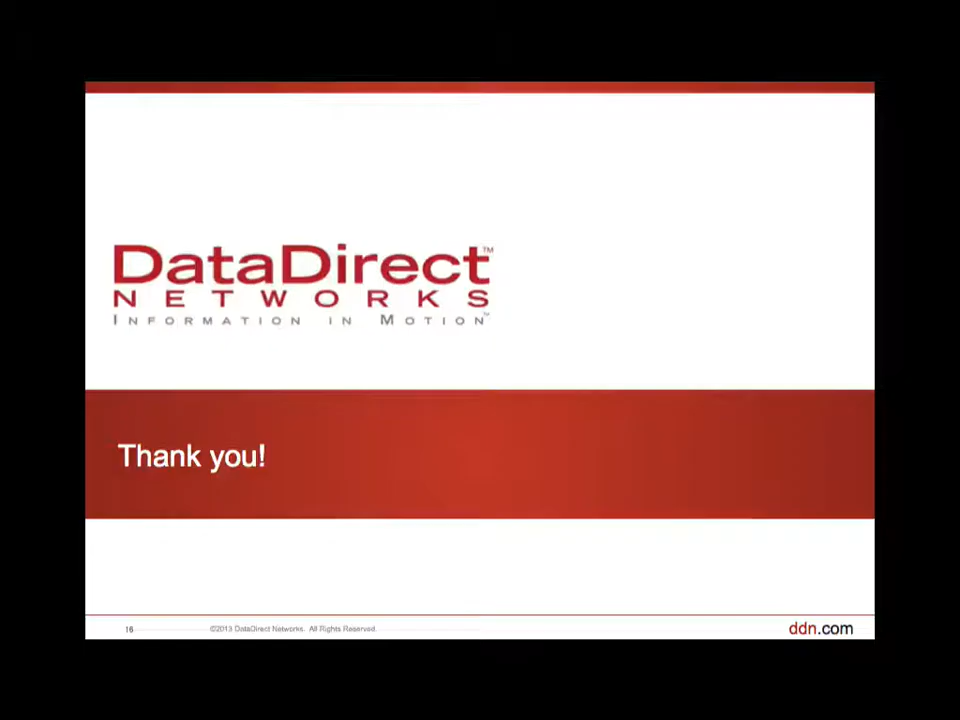 DataDirect™
NETWORKS
INFORMATION IN MOTION™
Thank you!
16 ©2013 DataDirect Networks. All Rights Reserved. ddn.com